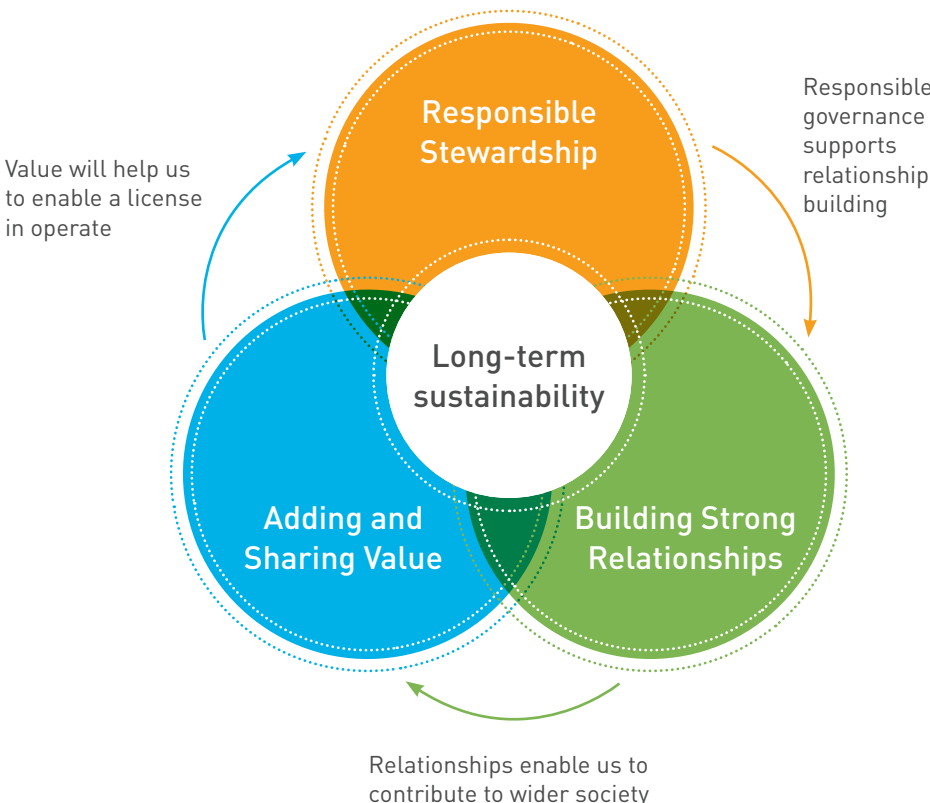 Responsible
Stewardship
Responsible
governance
supports
relationship
building
Value will help us
to enable a license
in operate
Long-term
sustainability
Adding and
Sharing Value
Building Strong
Relationships
Relationships enable us to
contribute to wider society